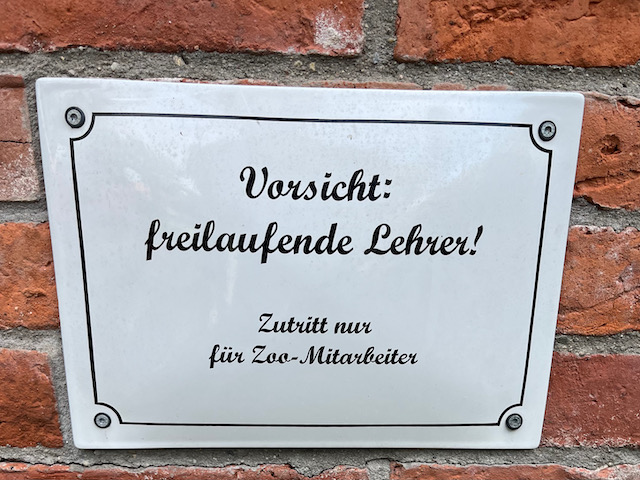 Vorsicht:
freilaufende Lehrer!
Zutritt nur
für Zoo-Mitarbeiter